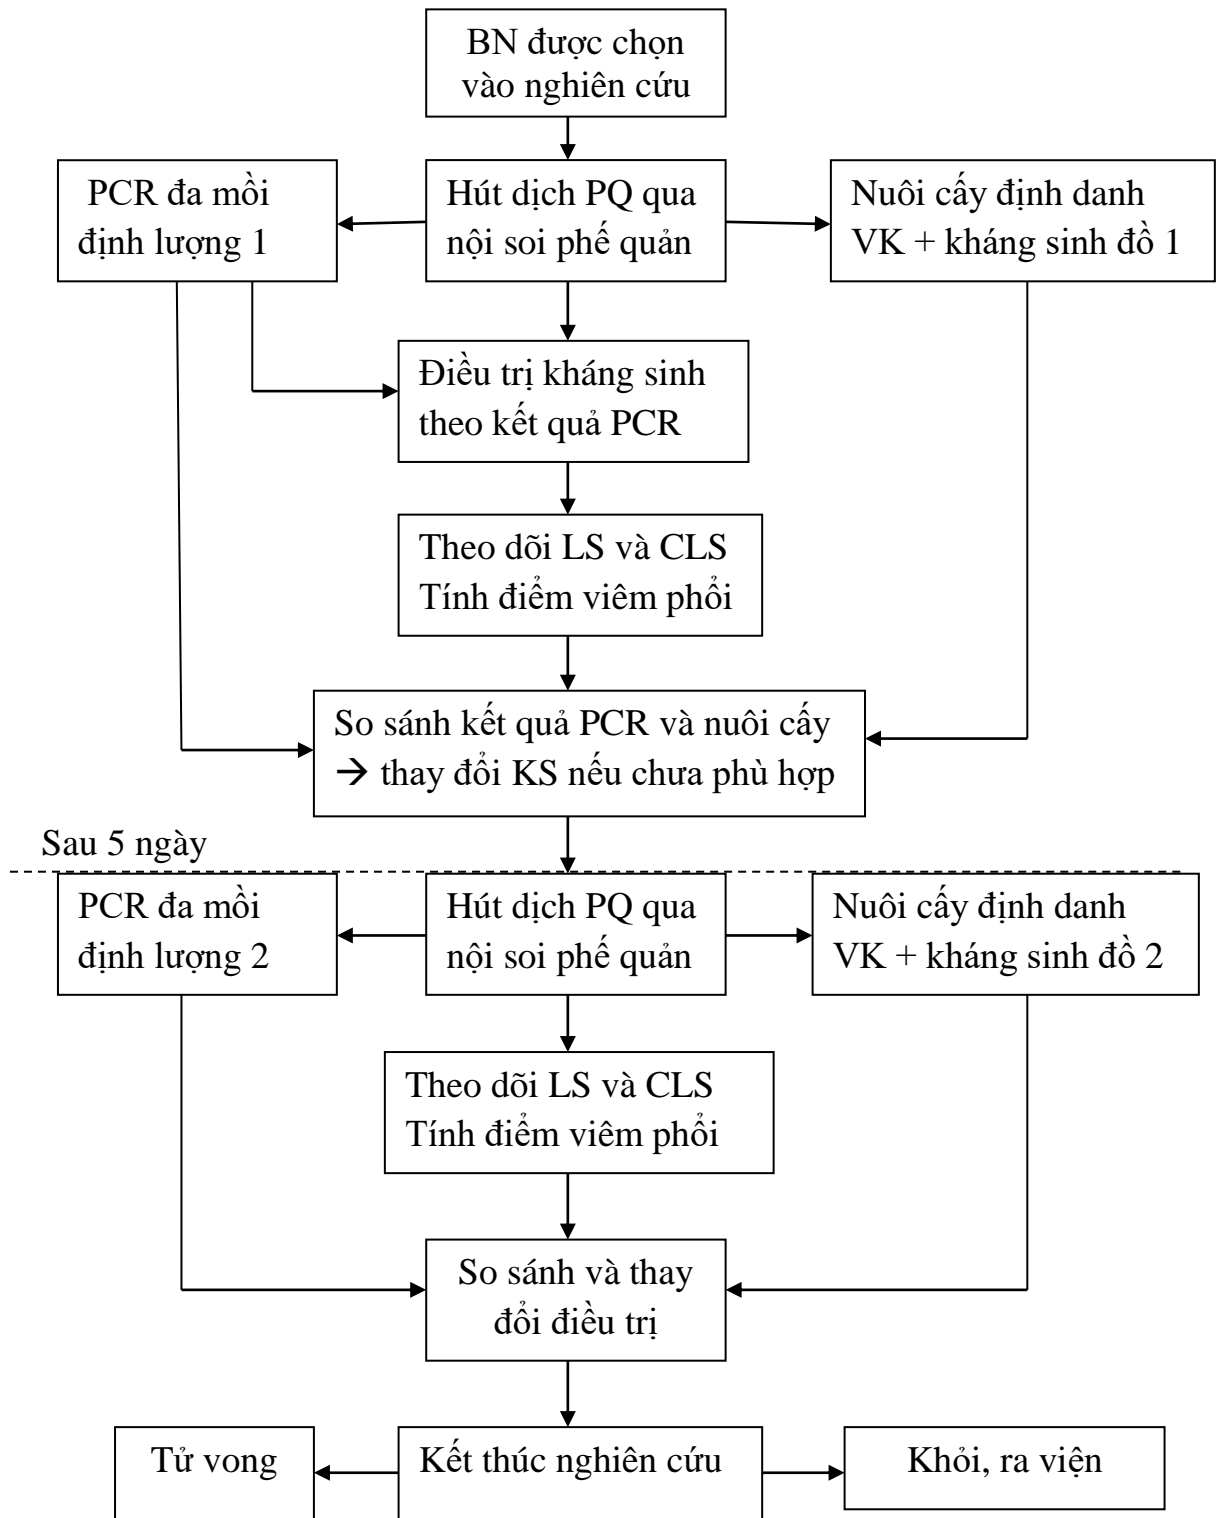 BN được chọn
vào nghiên cứu
PCR đa mồi
định lượng 1
Hút dịch PQ qua
nội soi phế quản
Nuôi cấy định danh
VK + kháng sinh đồ 1
Điều trị kháng sinh
theo kết quả PCR
Theo dõi LS và CLS
Tính điểm viêm phổi
So sánh kết quả PCR và nuôi cấy
→ thay đổi KS nếu chưa phù hợp
Sau 5 ngày
PCR đa mồi
định lượng 2
Hút dịch PQ qua
nội soi phế quản
Nuôi cấy định danh
VK + kháng sinh đồ 2
Theo dõi LS và CLS
Tính điểm viêm phổi
So sánh và thay
đổi điều trị
Tử vong
Kết thúc nghiên cứu
Khỏi, ra viện